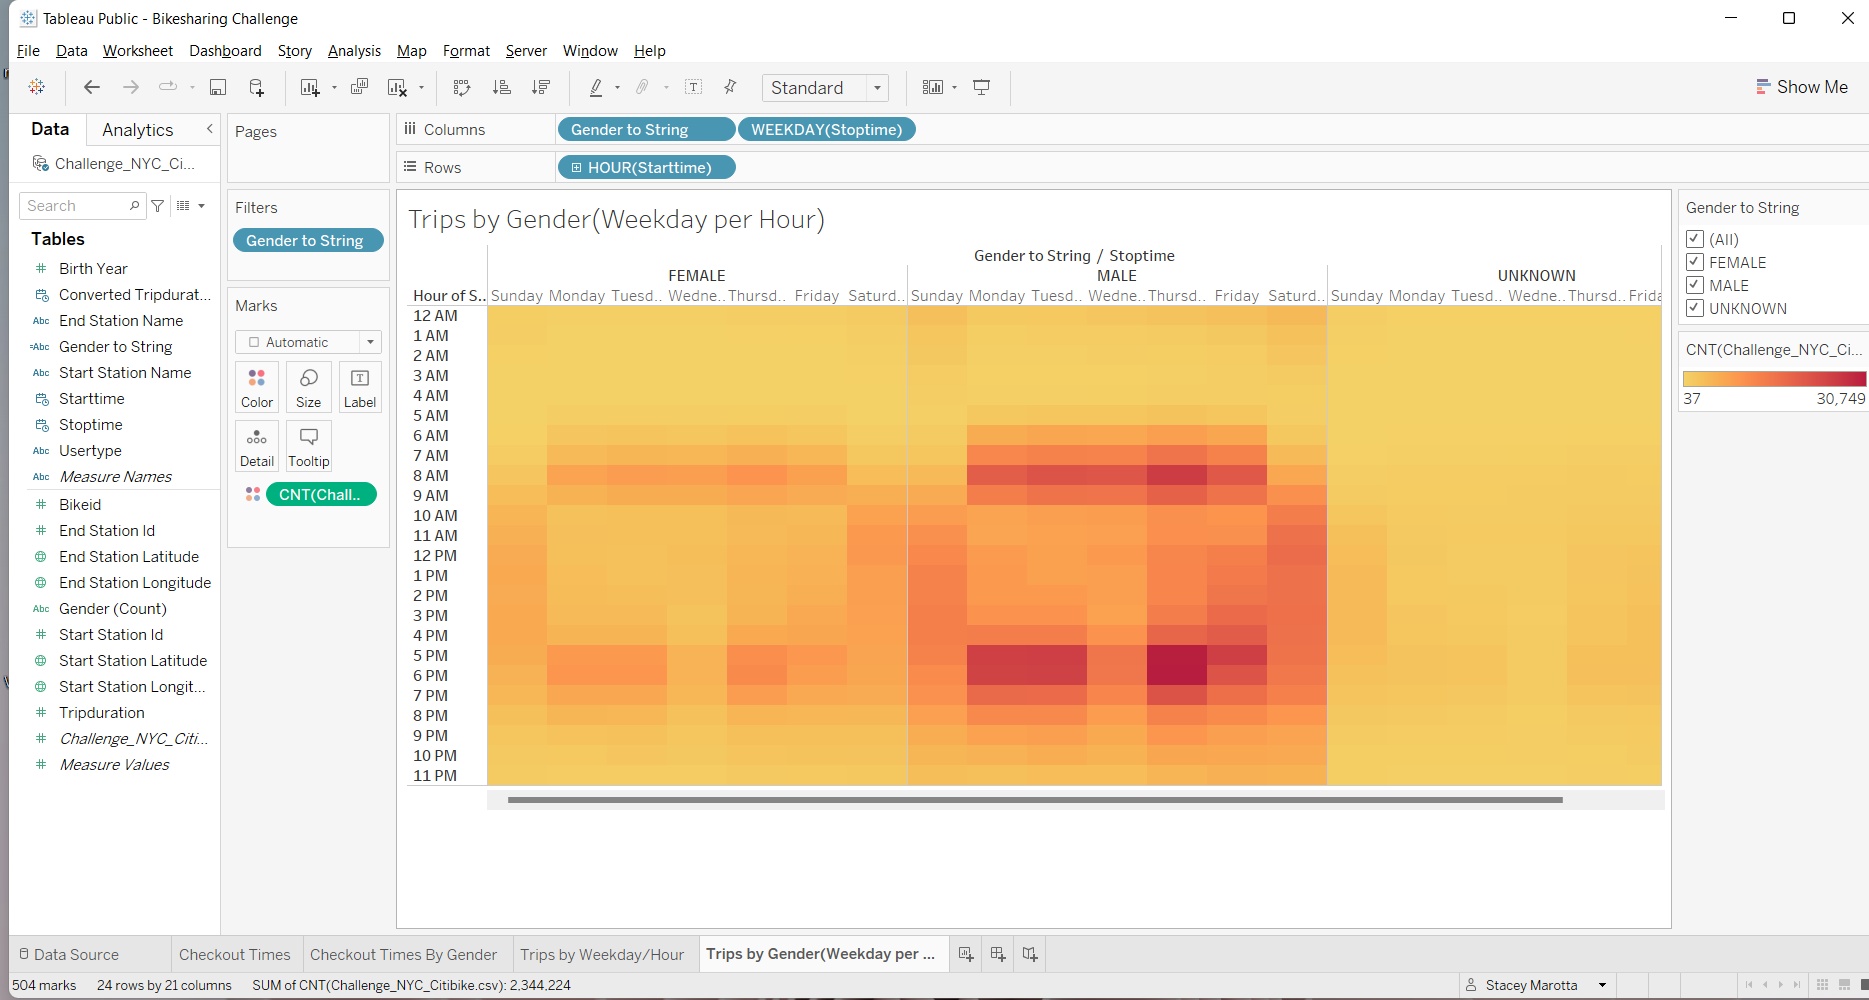 Tableau Public - Bikesharing Challenge
File Data Worksheet Dashboard Story Analysis Map Format Server Window Help
Standard
Show Me
Data Analytics
Challenge_NYC_Ci...
Search
Tables
Birth Year
Converted Tripdurat...
Abc End Station Name
=Abc Gender to String
Abc Start Station Name
Starttime
Stoptime
Abc Usertype
Abc Measure Names
Bikeid
End Station Id
End Station Latitude
End Station Longitude
Abc Gender (Count)
Start Station Id
Start Station Latitude
Start Station Longit...
Tripduration
Challenge_NYC_Citi...
Measure Values
Pages
Filters
Gender to String
Marks
Automatic
Color Size Label
Detail Tooltip
CNT(Chall..
Columns Gender to String WEEKDAY(Stoptime)
Rows HOUR(Starttime)
Trips by Gender(Weekday per Hour)
Gender to String / Stoptime
FEMALE MALE UNKNOWN
Hour of S.. Sunday Monday Tuesd.. Wedne.. Thursd.. Friday Saturd.. Sunday Monday Tuesd.. Wedne.. Thursd.. Friday Saturd.. Sunday Monday Tuesd.. Wedne.. Thursd.. Frida
12 AM
1 AM
2 AM
3 AM
4 AM
5 AM
6 AM
7 AM
8 AM
9 AM
10 AM
11 AM
12 PM
1 PM
2 PM
3 PM
4 PM
5 PM
6 PM
7 PM
8 PM
9 PM
10 PM
11 PM
Gender to String
(All)
FEMALE
MALE
UNKNOWN
CNT(Challenge_NYC_Ci...
37 30,749
Data Source Checkout Times Checkout Times By Gender Trips by Weekday/Hour Trips by Gender(Weekday per ...
504 marks 24 rows by 21 columns SUM of CNT(Challenge_NYC_Citibike.csv): 2,344,224 Stacey Marotta